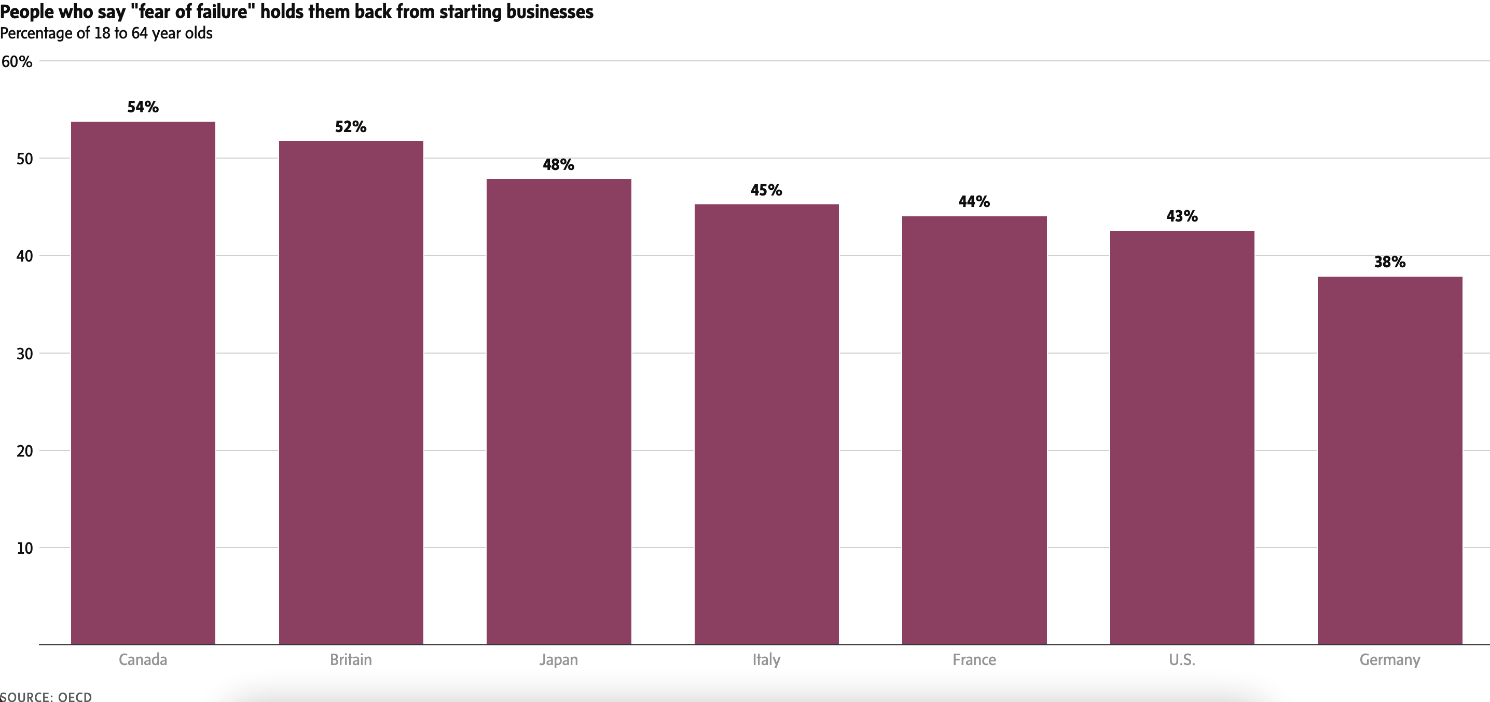 People who say "fear of failure" holds them back from starting businesses
Percentage of 18 to 64 year olds
60%
50
40
30
20
10
54%
52%
48%
45%
44%
43%
38%
Canada
Britain
Japan
Italy
France
U.S.
Germany
SOURCE: OECD